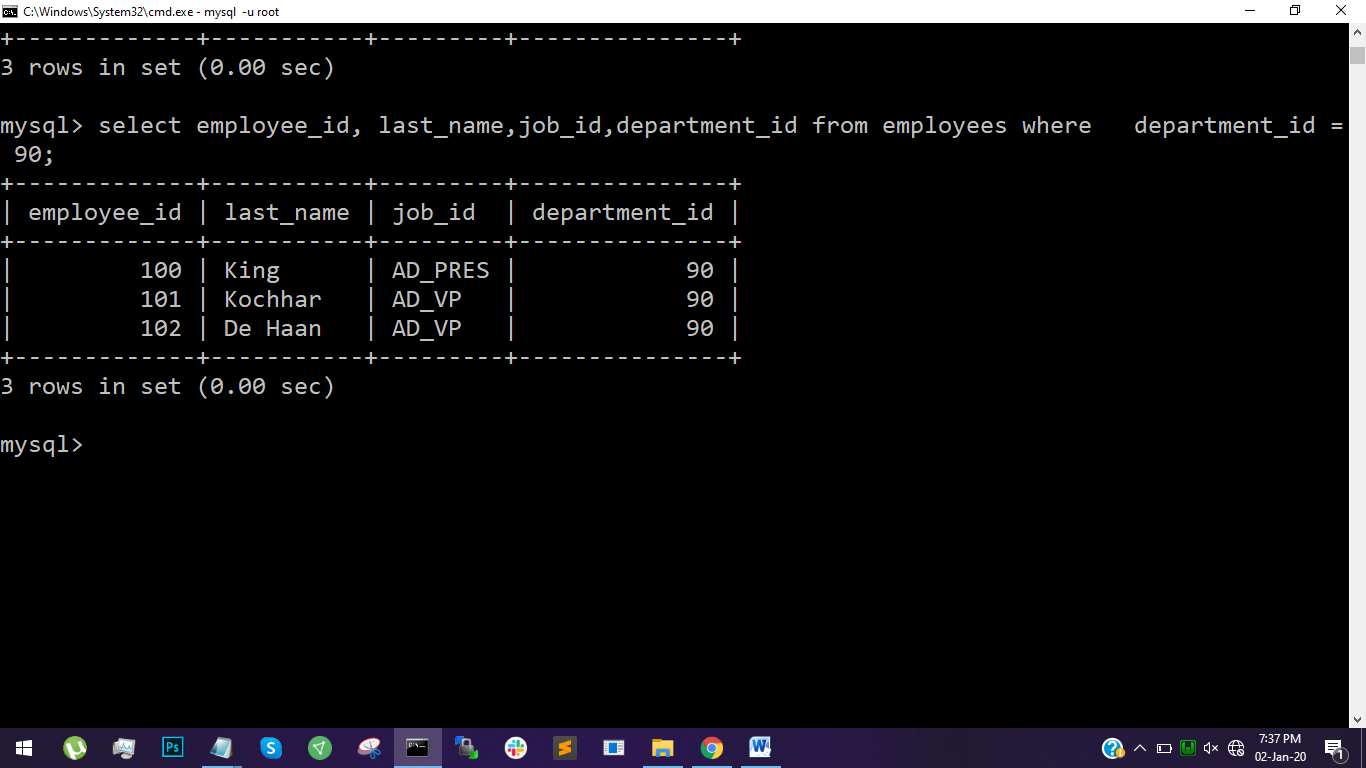 C:\Windows\System32\cmd.exe - mysql  -u root
+-------------+-----------+---------+---------------+
3 rows in set (0.00 sec)
mysql> select employee_id, last_name,job_id,department_id from employees where   department_id =
 90;
+-------------+-----------+---------+---------------+
| employee_id | last_name | job_id  | department_id |
+-------------+-----------+---------+---------------+
|         100 | King      | AD_PRES |            90 |
|         101 | Kochhar   | AD_VP   |            90 |
|         102 | De Haan   | AD_VP   |            90 |
+-------------+-----------+---------+---------------+
3 rows in set (0.00 sec)
mysql>
Ps
7:37 PM
02-Jan-20
1